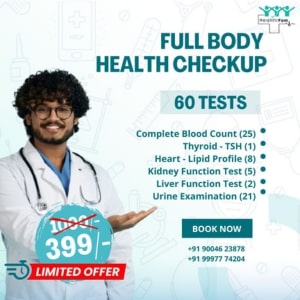 FULL BODY
HEALTH CHECKUP
60 TESTS
Complete Blood Count (25)
Thyroid - TSH (1)
Heart - Lipid Profile (8)
Kidney Function Test (5)
Liver Function Test (2)
Urine Examination (21)
BOOK NOW
+91 90046 23878
+91 99977 74204
399/-
LIMITED OFFER